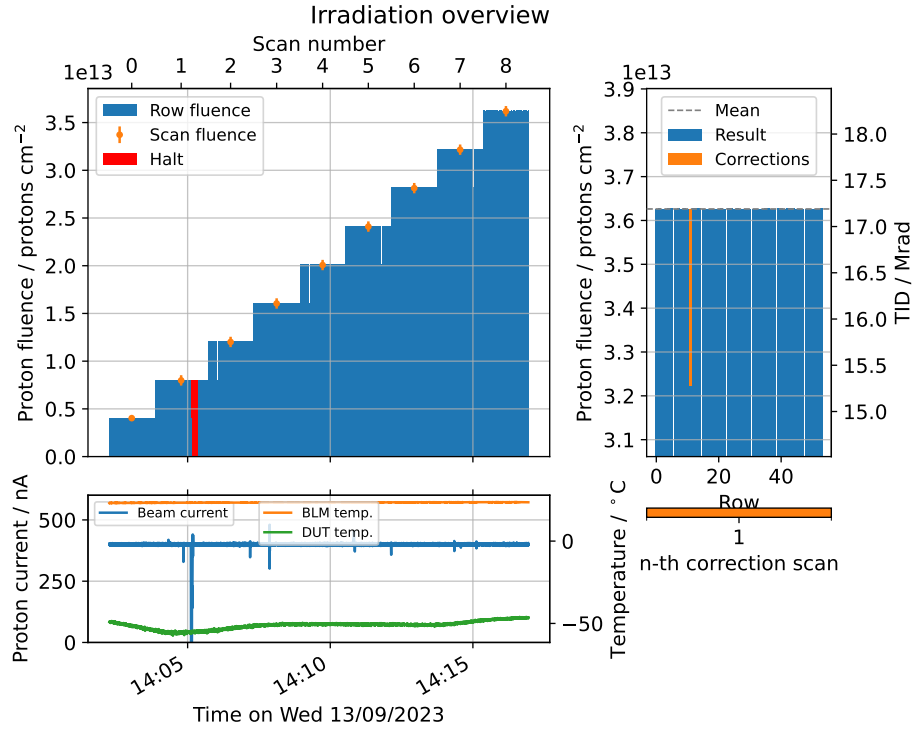 Irradiation overview
Scan number
1e13 0 1 2 3 4 5 6 7 8
Proton fluence / protons cm⁻²
3.5
3.0
2.5
2.0
1.5
1.0
0.5
0.0
Row fluence
Scan fluence
Halt
1e13
Proton fluence / protons cm⁻²
3.9
3.8
3.7
3.6
3.5
3.4
3.3
3.2
3.1
Mean
Result
Corrections
18.0
17.5
17.0
16.5
16.0
15.5
15.0
TID / Mrad
0 20 40
Row
1
n-th correction scan
Proton current / nA
500
250
0
Beam current
BLM temp.
DUT temp.
0
−50
Temperature / °C
14:05 14:10 14:15
Time on Wed 13/09/2023